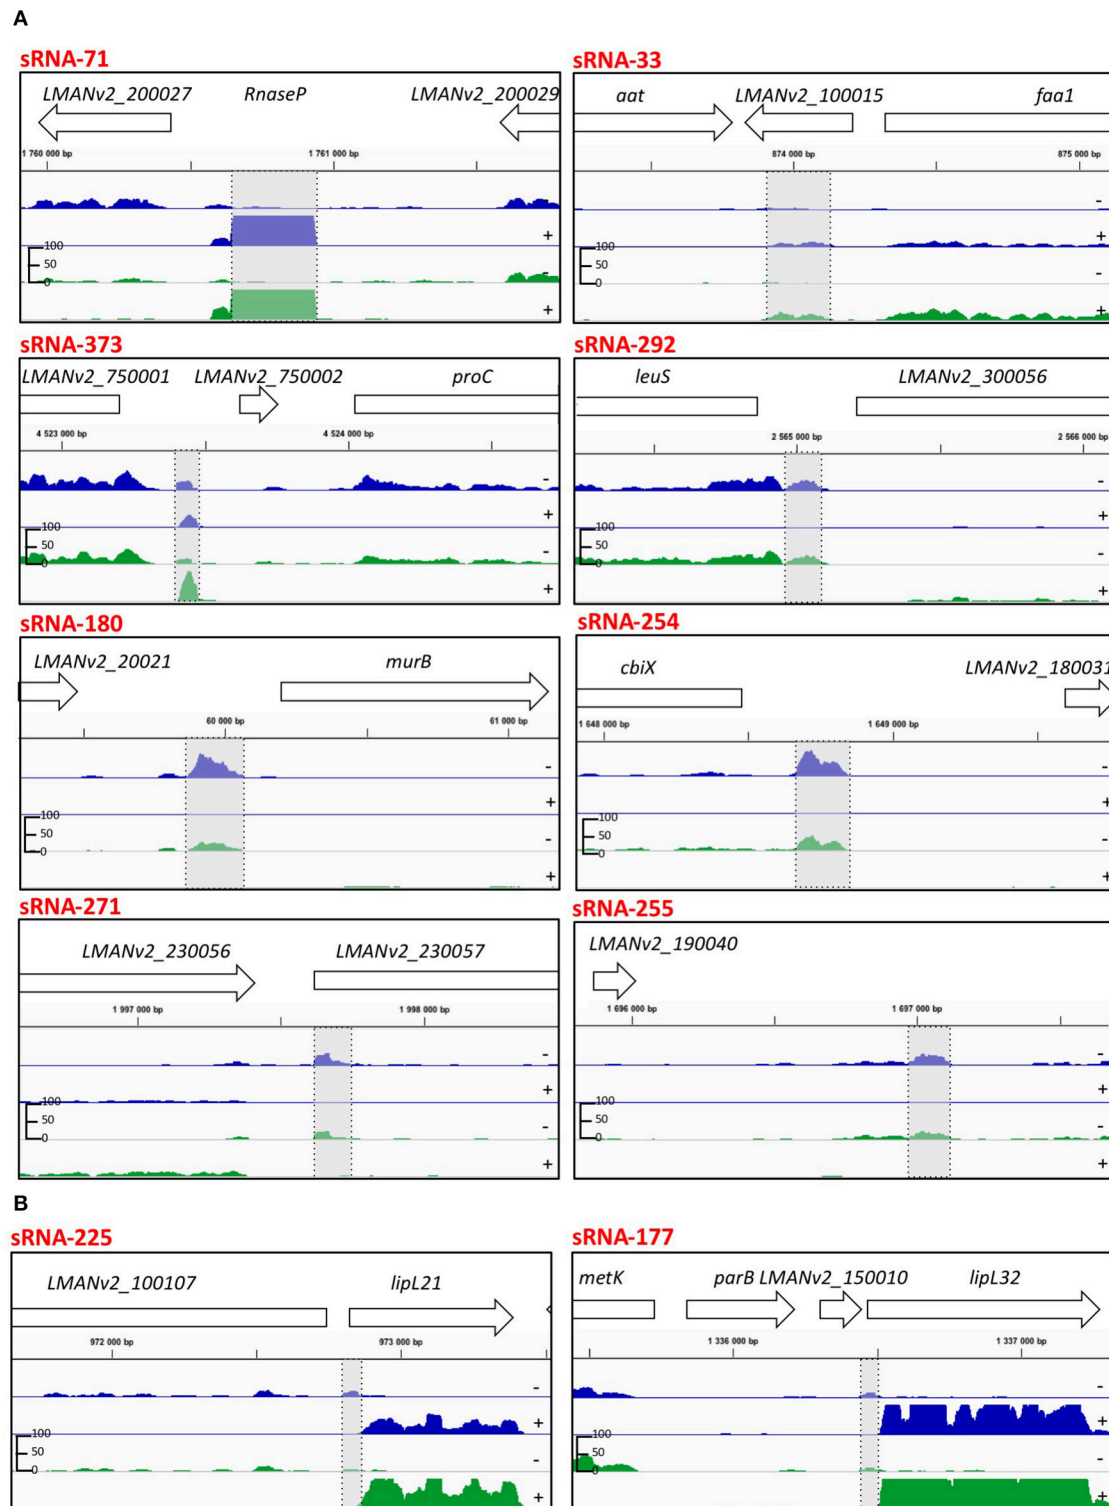 A
sRNA-71
LMANv2_200027 RnaseP LMANv2_200029
1 760 000 bp 1 761 000 bp
+
100
50
-
0
+
sRNA-33
aat LMANv2_100015 faa1
874 000 bp 875 000 bp
-
+
100
50
-
0
+
sRNA-373
LMANv2_750001 LMANv2_750002 proC
4 523 000 bp 4 524 000 bp
-
+
100
50
-
0
+
sRNA-292
leuS LMANv2_300056
2 565 000 bp 2 566 000 bp
-
+
100
50
-
0
+
sRNA-180
LMANv2_20021 murB
60 000 bp 61 000 bp
-
+
100
50
-
0
+
sRNA-254
cbiX LMANv2_180031
1 648 000 bp 1 649 000 bp
-
+
100
50
-
0
+
sRNA-271
LMANv2_230056 LMANv2_230057
1 997 000 bp 1 998 000 bp
-
+
100
50
-
0
+
sRNA-255
LMANv2_190040
1 696 000 bp 1 697 000 bp
-
+
100
50
-
0
+
B
sRNA-225
LMANv2_100107 lipL21
972 000 bp 973 000 bp
-
+
100
50
-
0
+
sRNA-177
metK parB LMANv2_150010 lipL32
1 336 000 bp 1 337 000 bp
-
+
100
50
-
0
+